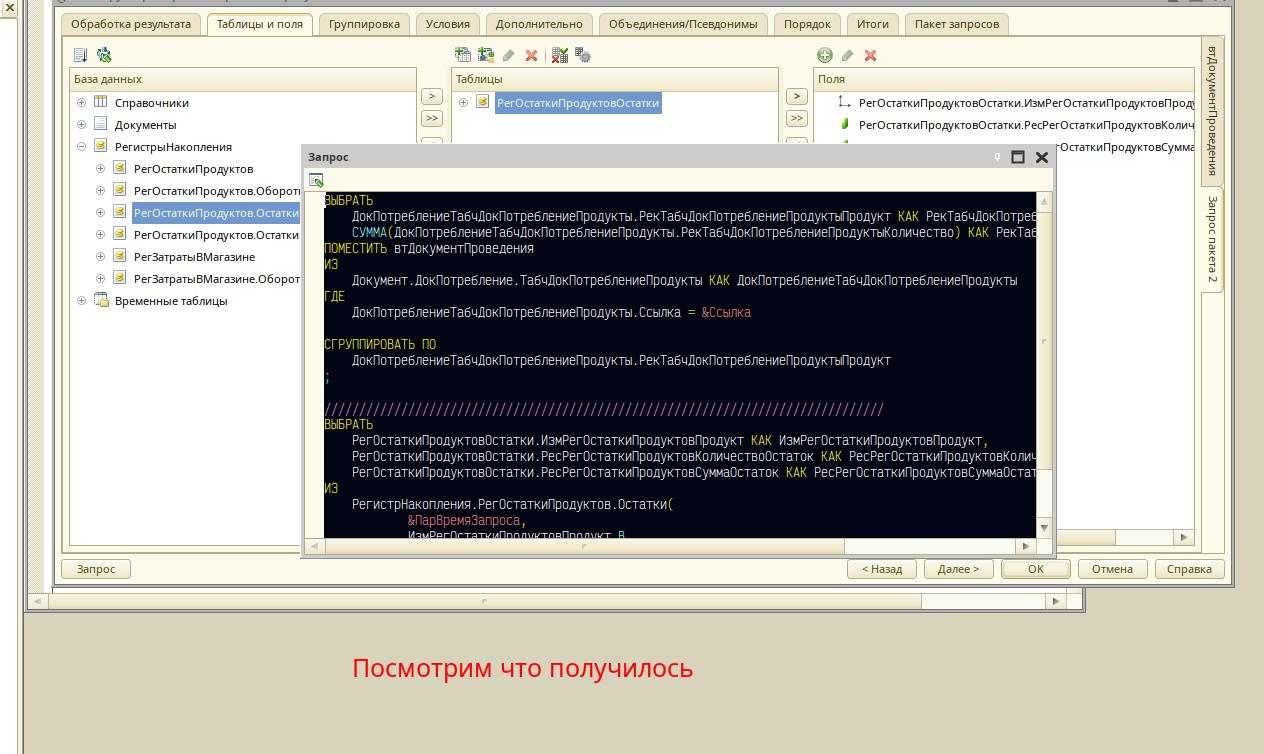 Обработка результата
Таблицы и поля
Группировка
Условия
Дополнительно
Объединения/Псевдонимы
Порядок
Итоги
Пакет запросов
База данных
Справочники
Документы
РегистрыНакопления
РегОстаткиПродуктов
РегОстаткиПродуктов.Оборот
РегОстаткиПродуктов.Остатки
РегОстаткиПродуктов.Остатки
РегЗатратыВМагазине
РегЗатратыВМагазине.Оборот
Временные таблицы
>
>>
Таблицы
РегОстаткиПродуктовОстатки
>
>>
Поля
РегОстаткиПродуктовОстатки.ИзмРегОстаткиПродуктовПроду
РегОстаткиПродуктовОстатки.РесРегОстаткиПродуктовКолич
гОстаткиПродуктовСумма
втДокументПроведения
Запрос пакета 2
Запрос
ВЫБРАТЬ
ДокПотреблениеТабчДокПотреблениеПродукты.РекТабчДокПотреблениеПродуктыПродукт КАК РекТабчДокПотреб
СУММА(ДокПотреблениеТабчДокПотреблениеПродукты.РекТабчДокПотреблениеПродуктыКоличество) КАК РекТаб
ПОМЕСТИТЬ втДокументПроведения
ИЗ
Документ.ДокПотребление.ТабчДокПотреблениеПродукты КАК ДокПотреблениеТабчДокПотреблениеПродукты
ГДЕ
ДокПотреблениеТабчДокПотреблениеПродукты.Ссылка = &Ссылка
СГРУППИРОВАТЬ ПО
ДокПотреблениеТабчДокПотреблениеПродукты.РекТабчДокПотреблениеПродуктыПродукт
;
////////////////////////////////////////////////////////////////////////////////
ВЫБРАТЬ
РегОстаткиПродуктовОстатки.ИзмРегОстаткиПродуктовПродукт КАК ИзмРегОстаткиПродуктовПродукт,
РегОстаткиПродуктовОстатки.РесРегОстаткиПродуктовКоличествоОстаток КАК РесРегОстаткиПродуктовКолич
РегОстаткиПродуктовОстатки.РесРегОстаткиПродуктовСуммаОстаток КАК РесРегОстаткиПродуктовСуммаОстат
ИЗ
РегистрНакопления.РегОстаткиПродуктов.Остатки(
&ПарВремяЗапроса,
ИзмРегОстаткиПродуктовПродукт В
Запрос
< Назад
Далее >
OK
Отмена
Справка
Посмотрим что получилось